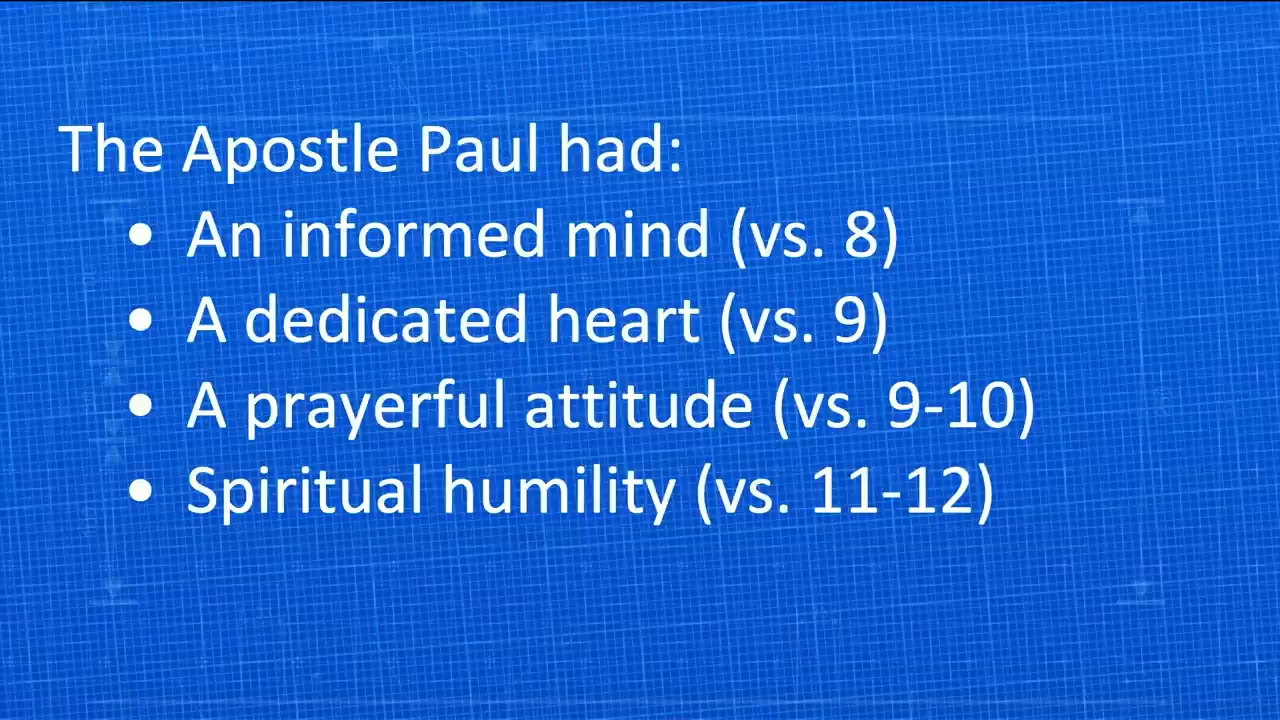 The Apostle Paul had:
• An informed mind (vs. 8)
• A dedicated heart (vs. 9)
• A prayerful attitude (vs. 9-10)
• Spiritual humility (vs. 11-12)